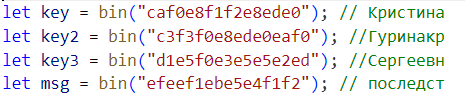 let key = bin("caf0e8f1f2e8ede0"); // Кристина
let key2 = bin("c3f3f0e8ede0eaf0"); //Гуринакр
let key3 = bin("d1e5f0e3e5e5e2ed"); //Сергеевн
let msg = bin("efeef1ebe5e4f1f2"); // последст